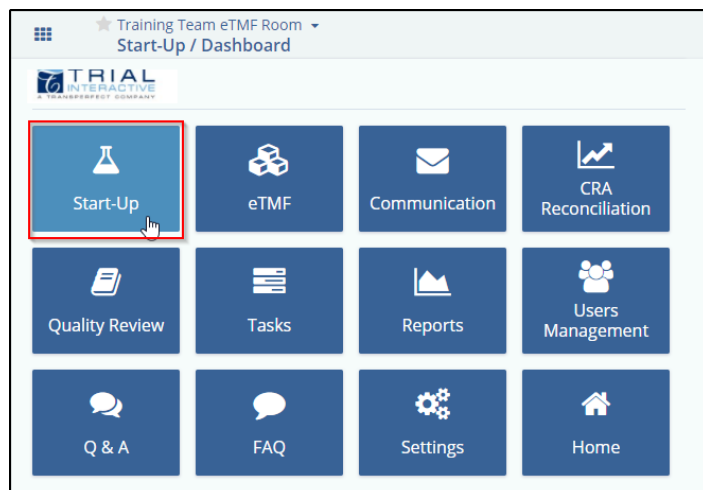 Training Team eTMF Room
Start-Up / Dashboard
TRIAL
INTERACTIVE
A TRANSPERFECT COMPANY
Start-Up
eTMF
Communication
CRA
Reconciliation
Quality Review
Tasks
Reports
Users
Management
Q & A
FAQ
Settings
Home